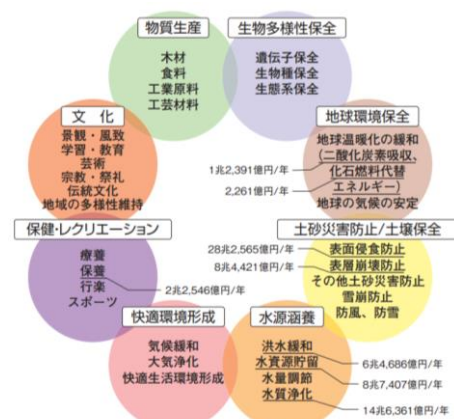 物質生産
木材
食料
工業原料
工芸材料
生物多様性保全
遺伝子保全
生物種保全
生態系保全
地球環境保全
地球温暖化の緩和
(二酸化炭素吸収、
化石燃料代替
エネルギー)
地球の気候の安定
1兆2,391億円/年
2,261億円/年
土砂災害防止/土壌保全
表面侵食防止
表層崩壊防止
その他土砂災害防止
雪崩防止
防風、防雪
28兆2,565億円/年
8兆4,421億円/年
水源涵養
洪水緩和
水資源貯留
水量調節
水質浄化
6兆4,686億円/年
8兆7,407億円/年
14兆6,361億円/年
快適環境形成
気候緩和
大気浄化
快適生活環境形成
保健・レクリエーション
療養
保養
行楽
スポーツ
2兆2,546億円/年
文化
景観・風致
学習・教育
芸術
宗教・祭礼
伝統文化
地域の多様性維持